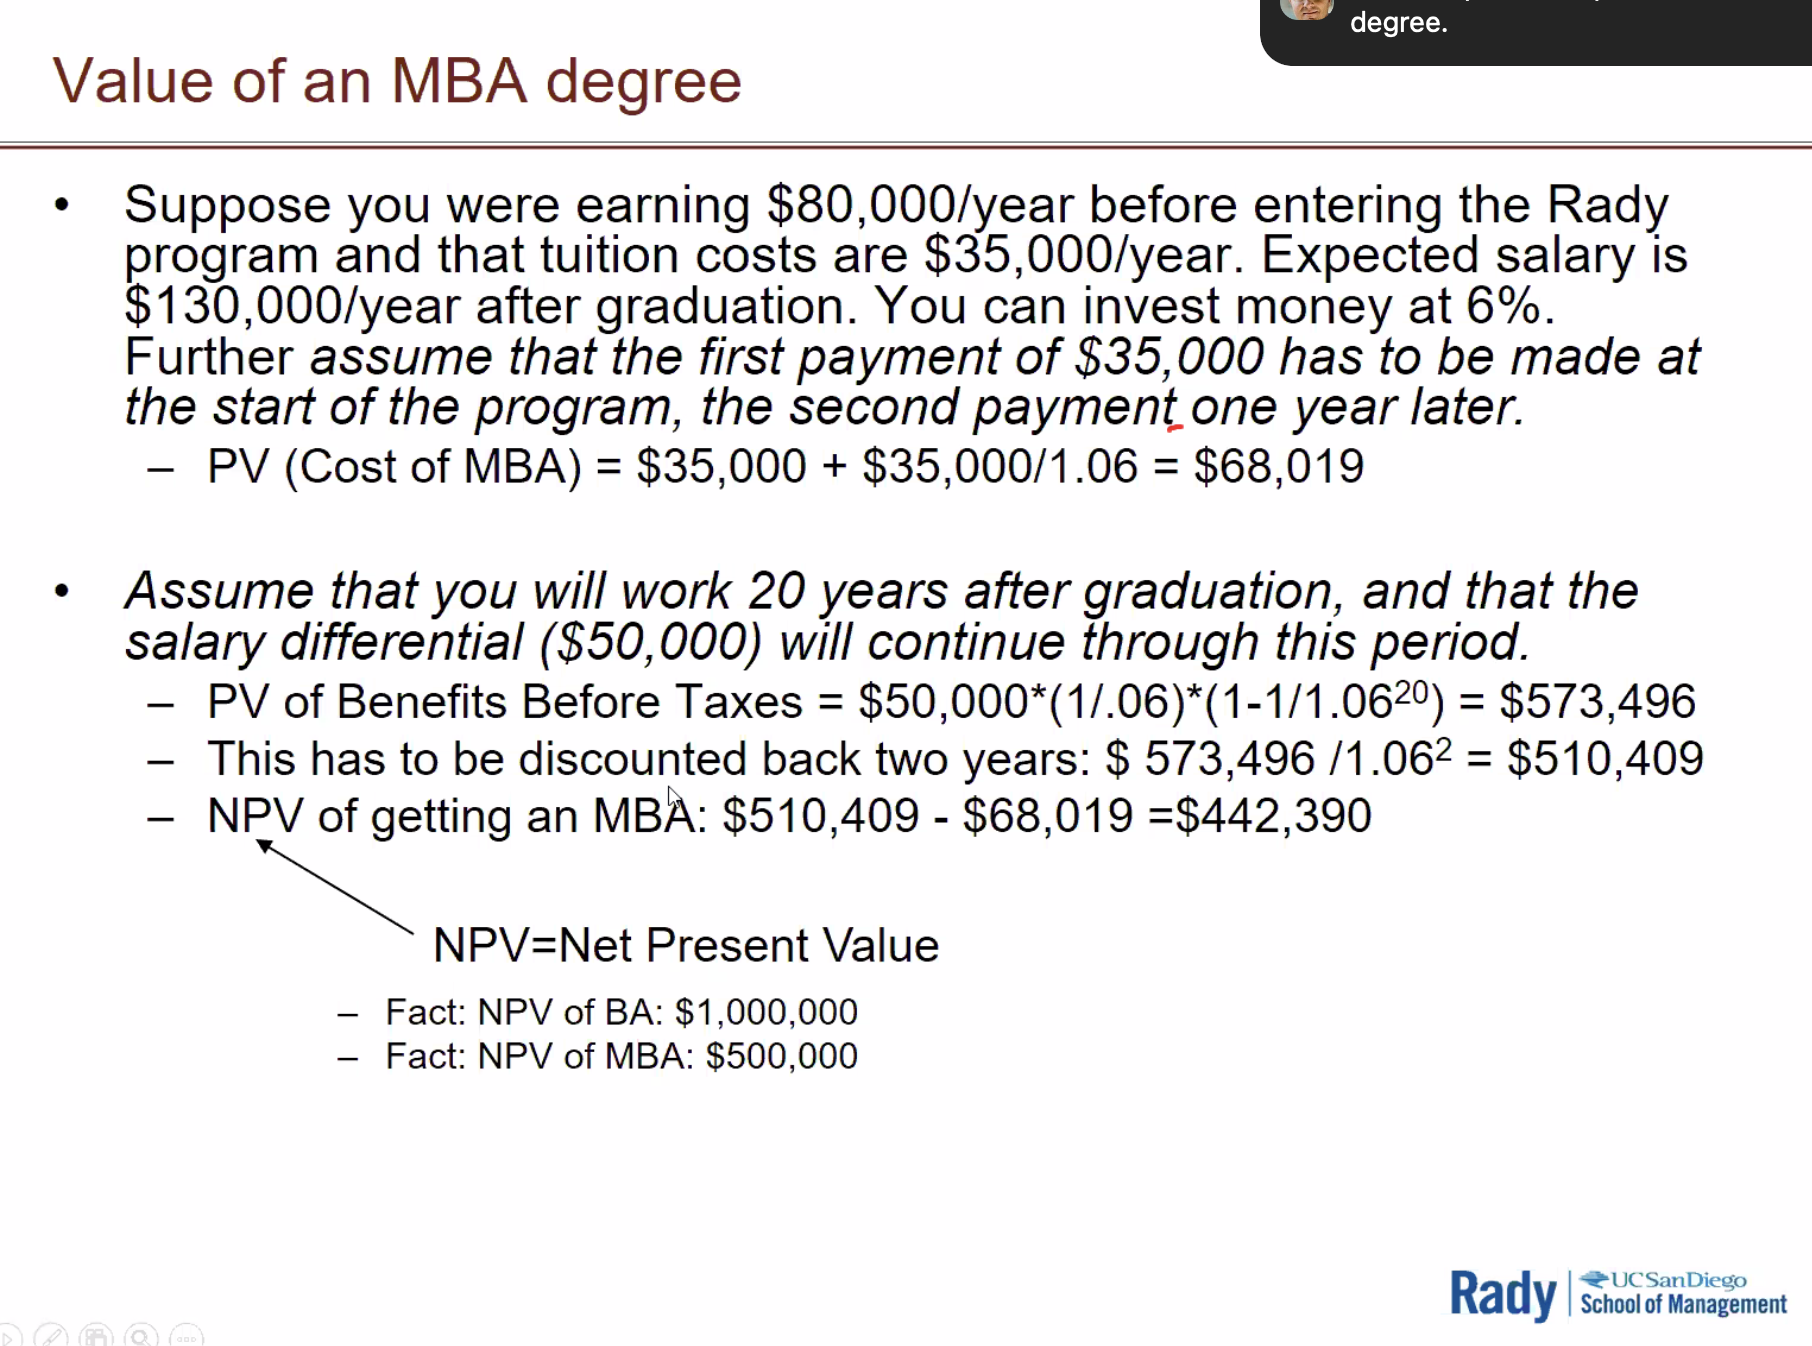 degree.
Value of an MBA degree
• Suppose you were earning $80,000/year before entering the Rady
program and that tuition costs are $35,000/year. Expected salary is
$130,000/year after graduation. You can invest money at 6%.
Further assume that the first payment of $35,000 has to be made at
the start of the program, the second payment one year later.
– PV (Cost of MBA) = $35,000 + $35,000/1.06 = $68,019
• Assume that you will work 20 years after graduation, and that the
salary differential ($50,000) will continue through this period.
– PV of Benefits Before Taxes = $50,000*(1/.06)*(1-1/1.06²⁰) = $573,496
– This has to be discounted back two years: $ 573,496 /1.06² = $510,409
– NPV of getting an MBA: $510,409 - $68,019 =$442,390
NPV=Net Present Value
– Fact: NPV of BA: $1,000,000
– Fact: NPV of MBA: $500,000
Rady
UC San Diego
School of Management